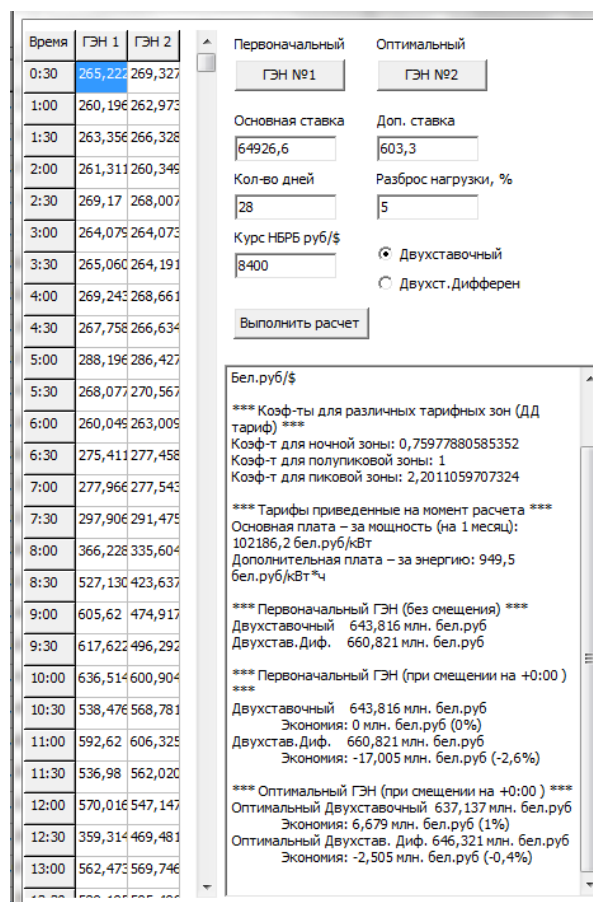 Время ГЭН 1 ГЭН 2
0:30 265,222 269,327
1:00 260,196 262,973
1:30 263,356 266,328
2:00 261,311 260,349
2:30 269,17 268,007
3:00 264,079 264,073
3:30 265,060 264,191
4:00 269,243 268,661
4:30 267,758 266,634
5:00 288,196 286,427
5:30 268,077 270,567
6:00 260,049 263,009
6:30 275,411 277,458
7:00 277,966 277,543
7:30 297,906 291,475
8:00 366,228 335,604
8:30 527,130 423,637
9:00 605,62 474,917
9:30 617,622 496,292
10:00 636,514 600,904
10:30 538,476 568,781
11:00 592,62 606,325
11:30 536,98 562,020
12:00 570,016 547,147
12:30 359,314 469,481
13:00 562,473 569,746
Первоначальный Оптимальный
ГЭН №1 ГЭН №2
Основная ставка Доп. ставка
64926,6 603,3
Кол-во дней Разброс нагрузки, %
28 5
Курс НБРБ руб/$
8400
Двухставочный
Двухст.Дифферен
Выполнить расчет
Бел.руб/$
*** Коэф-ты для различных тарифных зон (ДД
тариф) ***
Коэф-т для ночной зоны: 0,75977880585352
Коэф-т для полупиковой зоны: 1
Коэф-т для пиковой зоны: 2,2011059707324
*** Тарифы приведенные на момент расчета ***
Основная плата – за мощность (на 1 месяц):
102186,2 бел.руб/кВт
Дополнительная плата – за энергию: 949,5
бел.руб/кВт*ч
*** Первоначальный ГЭН (без смещения) ***
Двухставочный 643,816 млн. бел.руб
Двухстав.Диф. 660,821 млн. бел.руб
*** Первоначальный ГЭН (при смещении на +0:00 )
***
Двухставочный 643,816 млн. бел.руб
Экономия: 0 млн. бел.руб (0%)
Двухстав.Диф. 660,821 млн. бел.руб
Экономия: -17,005 млн. бел.руб (-2,6%)
*** Оптимальный ГЭН (при смещении на +0:00 ) ***
Оптимальный Двухставочный 637,137 млн. бел.руб
Экономия: 6,679 млн. бел.руб (1%)
Оптимальный Двухстав. Диф. 646,321 млн. бел.руб
Экономия: -2,505 млн. бел.руб (-0,4%)